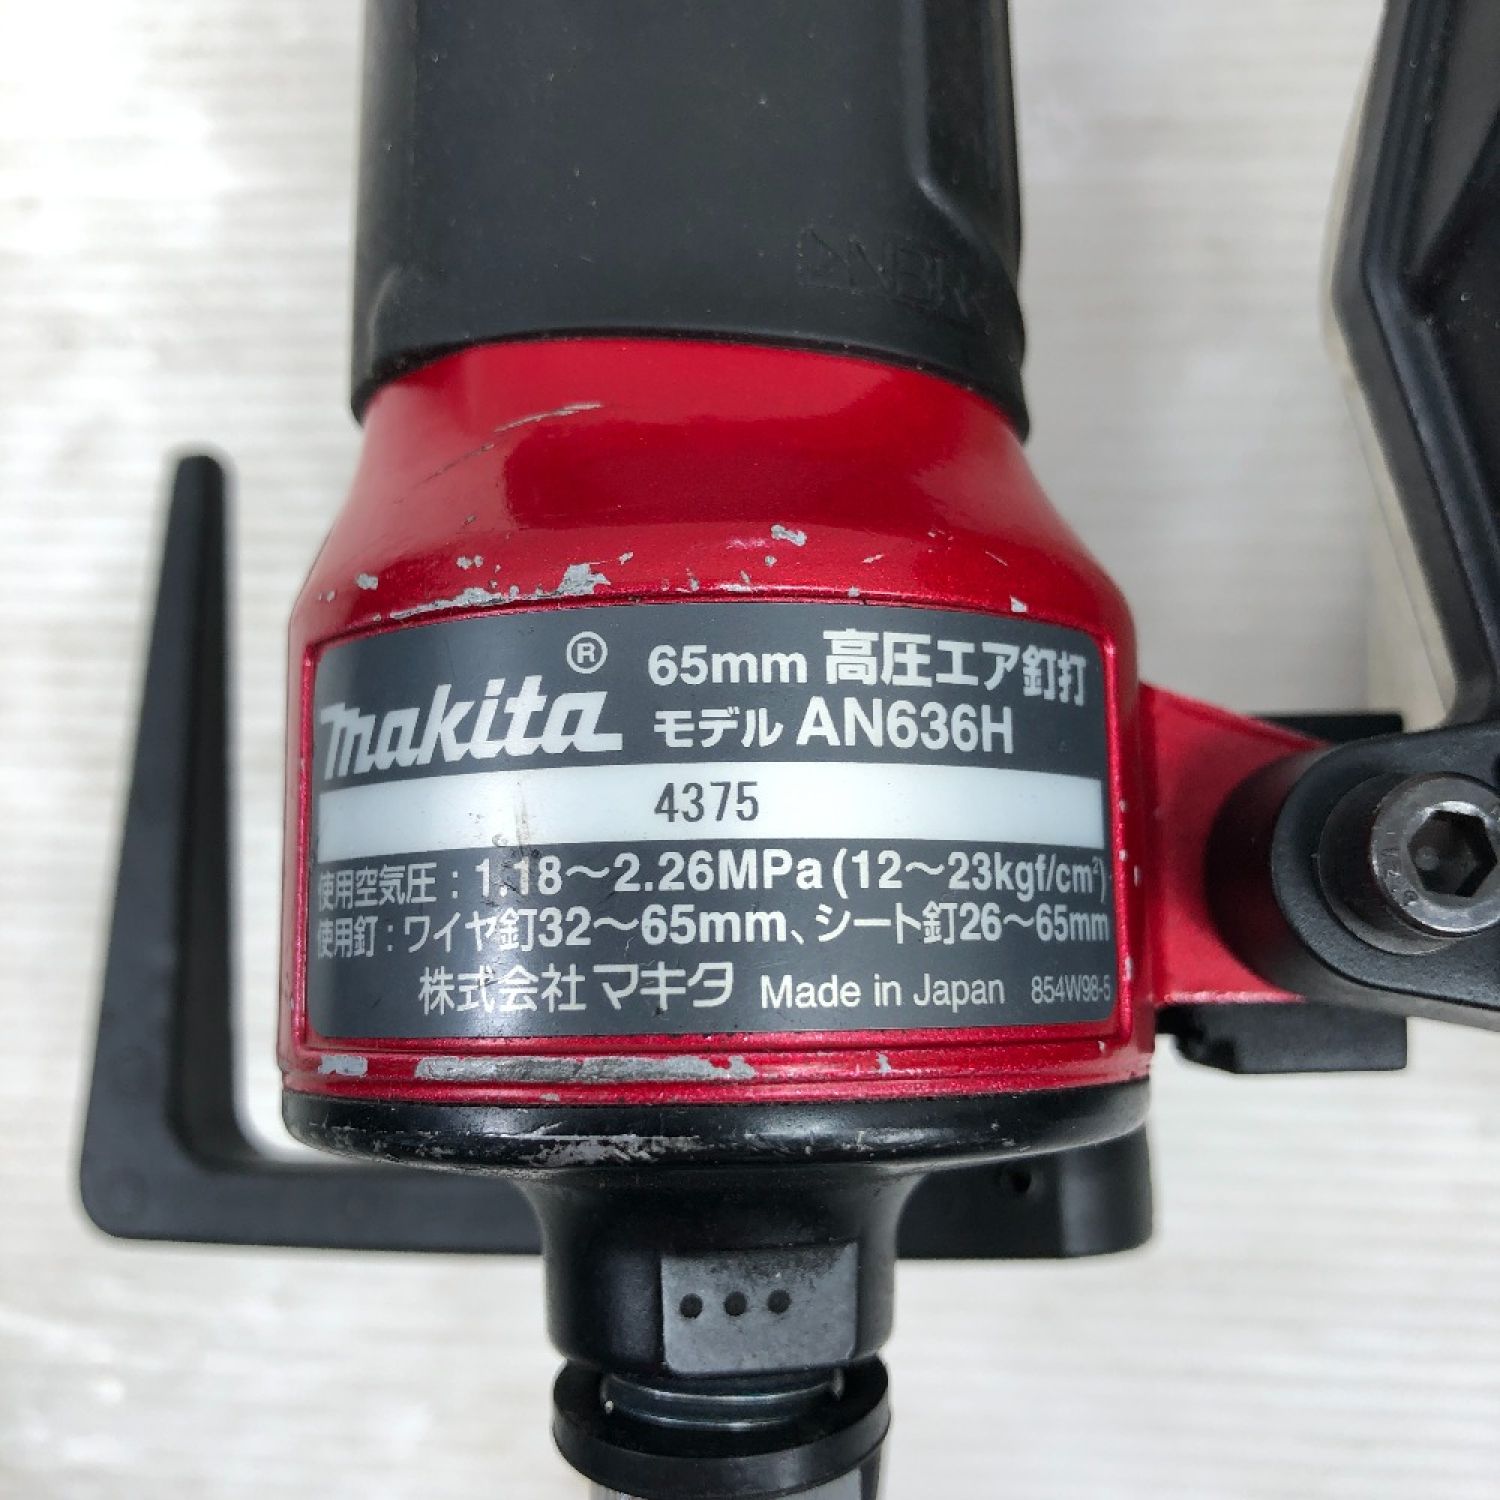 >NBR<
makita® 65mm 高圧エア釘打
モデル AN636H
4375
使用空気圧：1.18～2.26MPa(12～23kgf/cm²)
使用釘：ワイヤ釘32～65mm、シート釘26～65mm
株式会社マキタ Made in Japan 854W98-5